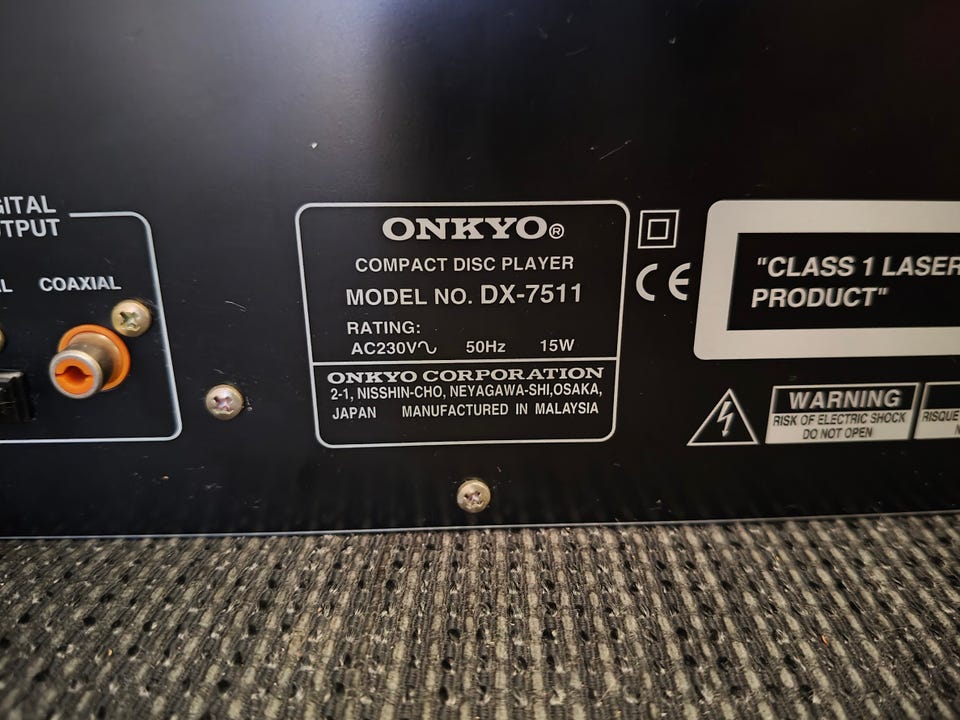 COAXIAL
ONKYO®
COMPACT DISC PLAYER
MODEL NO. DX-7511
RATING:
AC230V∿ 50Hz 15W
ONKYO CORPORATION
2-1, NISSHIN-CHO, NEYAGAWA-SHI,OSAKA,
JAPAN MANUFACTURED IN MALAYSIA
CE
"CLASS 1 LASER
PRODUCT"
WARNING
RISK OF ELECTRIC SHOCK
DO NOT OPEN
RISQUE